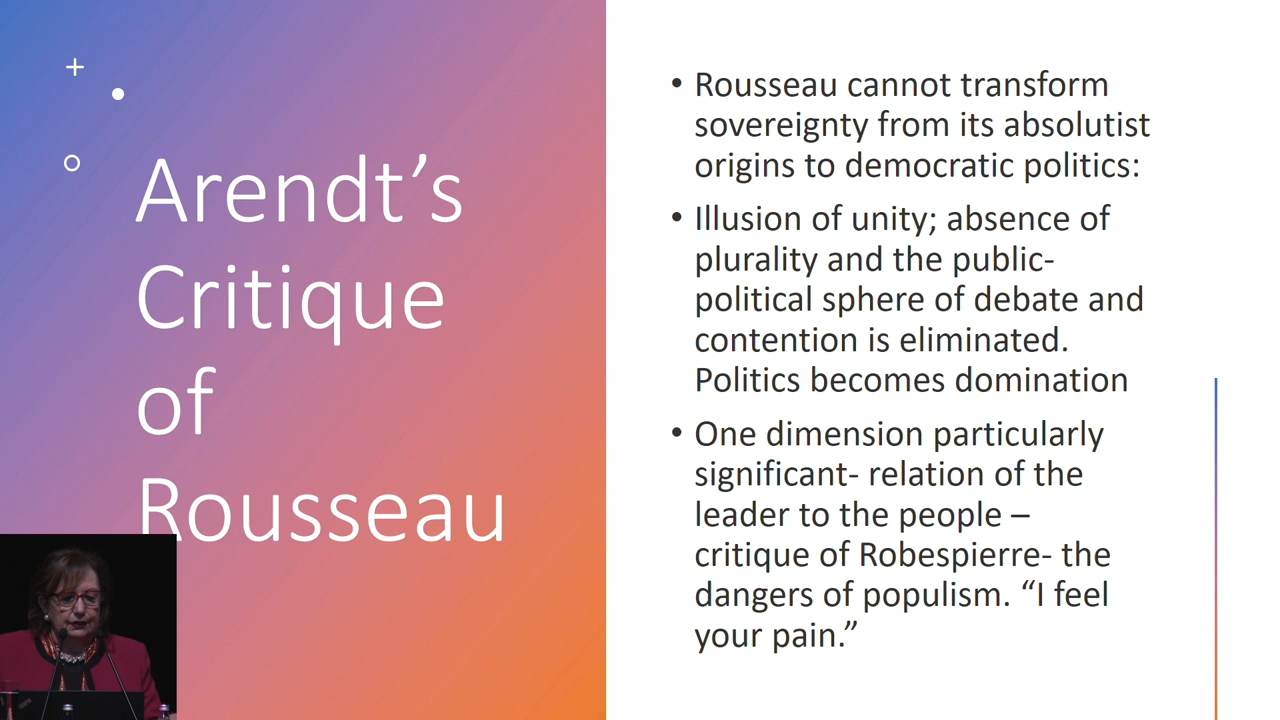 Arendt’s
Critique
of
Rousseau
• Rousseau cannot transform
sovereignty from its absolutist
origins to democratic politics:
• Illusion of unity; absence of
plurality and the public-
political sphere of debate and
contention is eliminated.
Politics becomes domination
• One dimension particularly
significant- relation of the
leader to the people –
critique of Robespierre- the
dangers of populism. “I feel
your pain.”